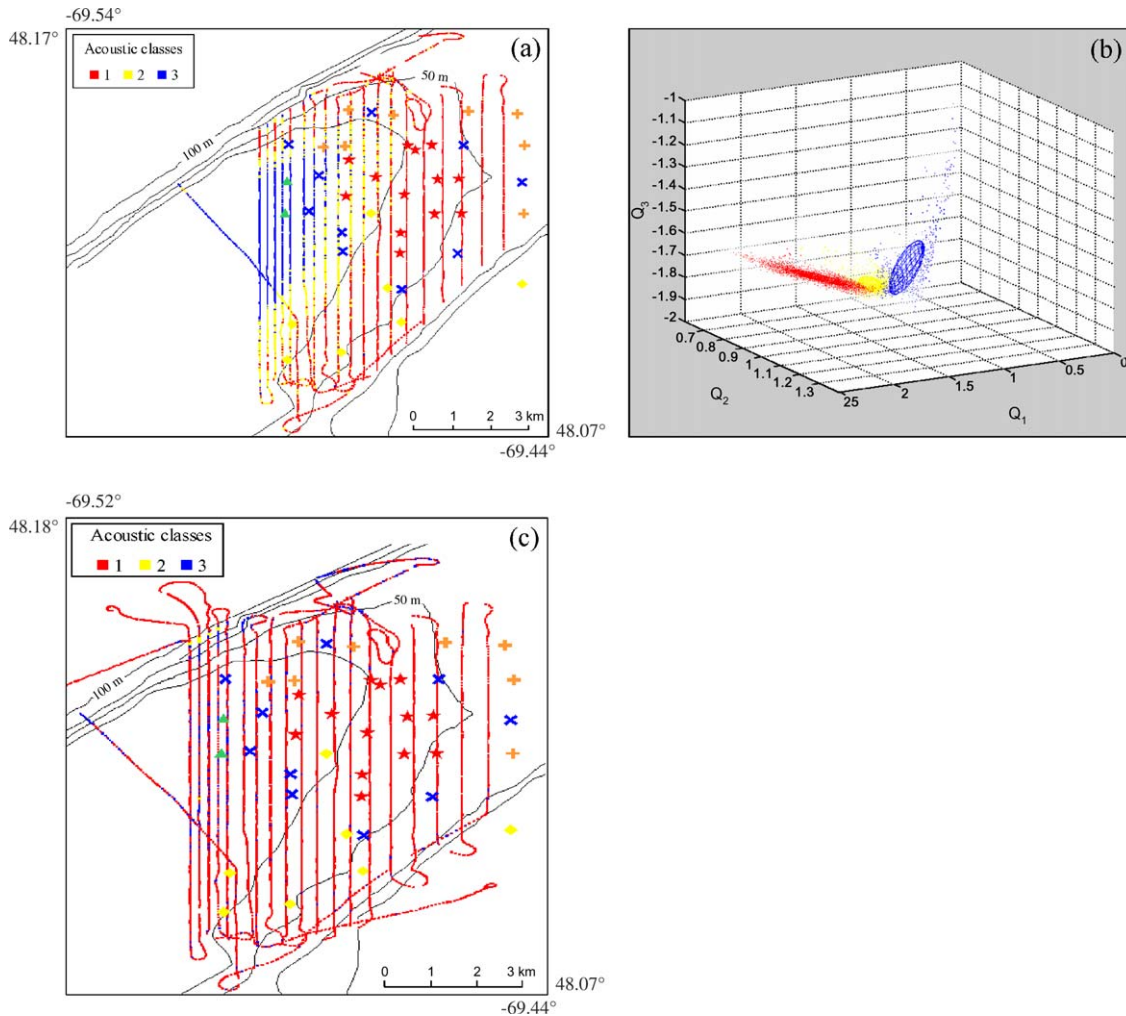 -69.54°
48.17°
(a)
Acoustic classes
1 2 3
50 m
100 m
0 1 2 3 km
48.07°
-69.44°
(b)
-1
-1.1
-1.2
-1.3
-1.4
-1.5
Q3
-1.6
-1.7
-1.8
-1.9
-2
0.7
0.8
0.9
1
1.1
1.2
1.3
25
2
1.5
1
0.5
0
Q2
Q1
-69.52°
48.18°
(c)
Acoustic classes
1 2 3
50 m
100 m
0 1 2 3 km
48.07°
-69.44°